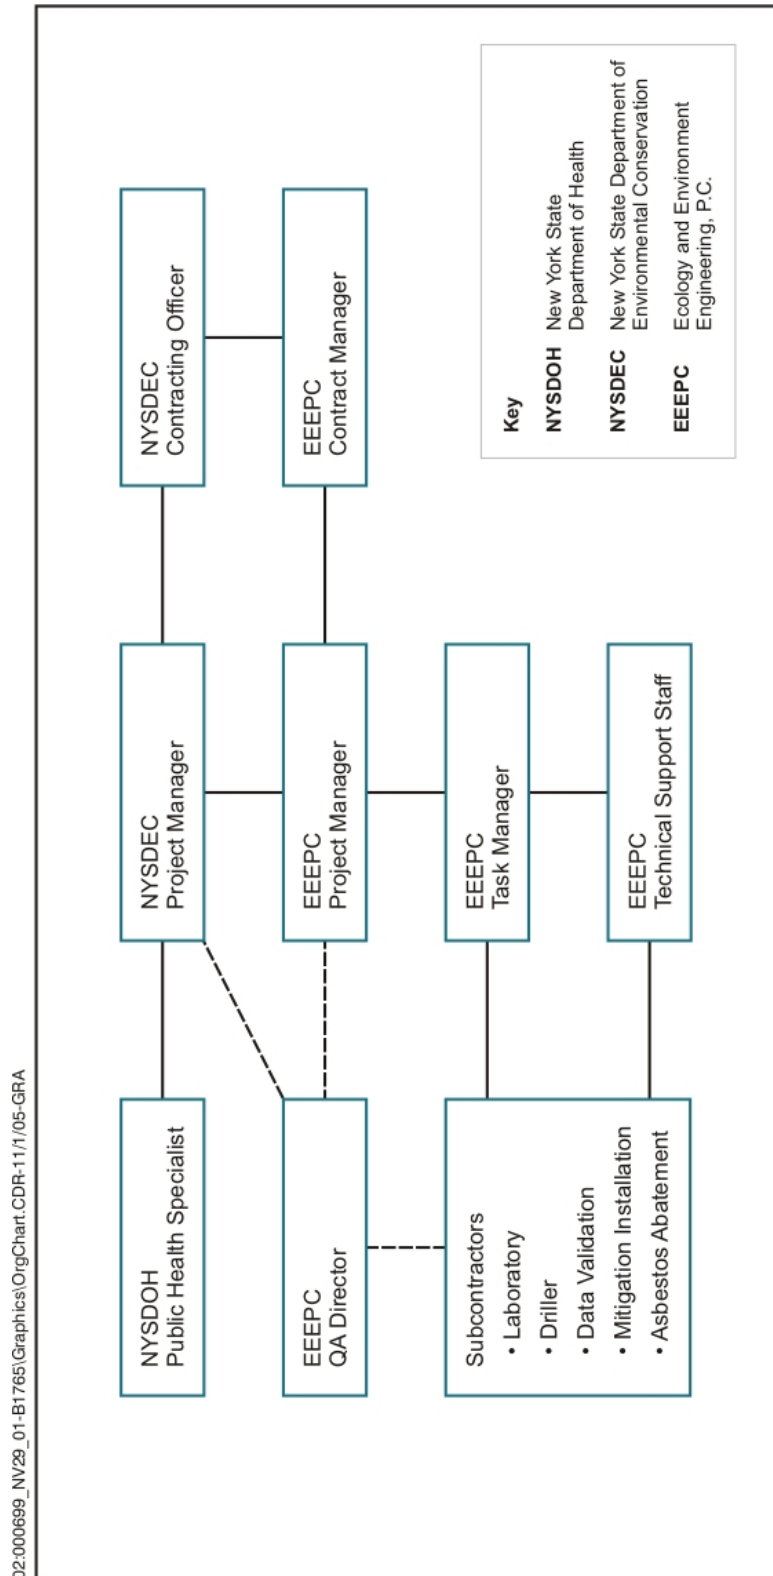 02:000699_NV29_01-B1765\Graphics\OrgChart.CDR-11/1/05-GRA
NYSDOH
Public Health Specialist
NYSDEC
Project Manager
NYSDEC
Contracting Officer
EEEPC
QA Director
EEEPC
Project Manager
EEEPC
Contract Manager
Subcontractors
• Laboratory
• Driller
• Data Validation
• Mitigation Installation
• Asbestos Abatement
EEEPC
Task Manager
EEEPC
Technical Support Staff
Key
NYSDOH New York State
Department of Health
NYSDEC New York State Department of
Environmental Conservation
EEEPC Ecology and Environment
Engineering, P.C.